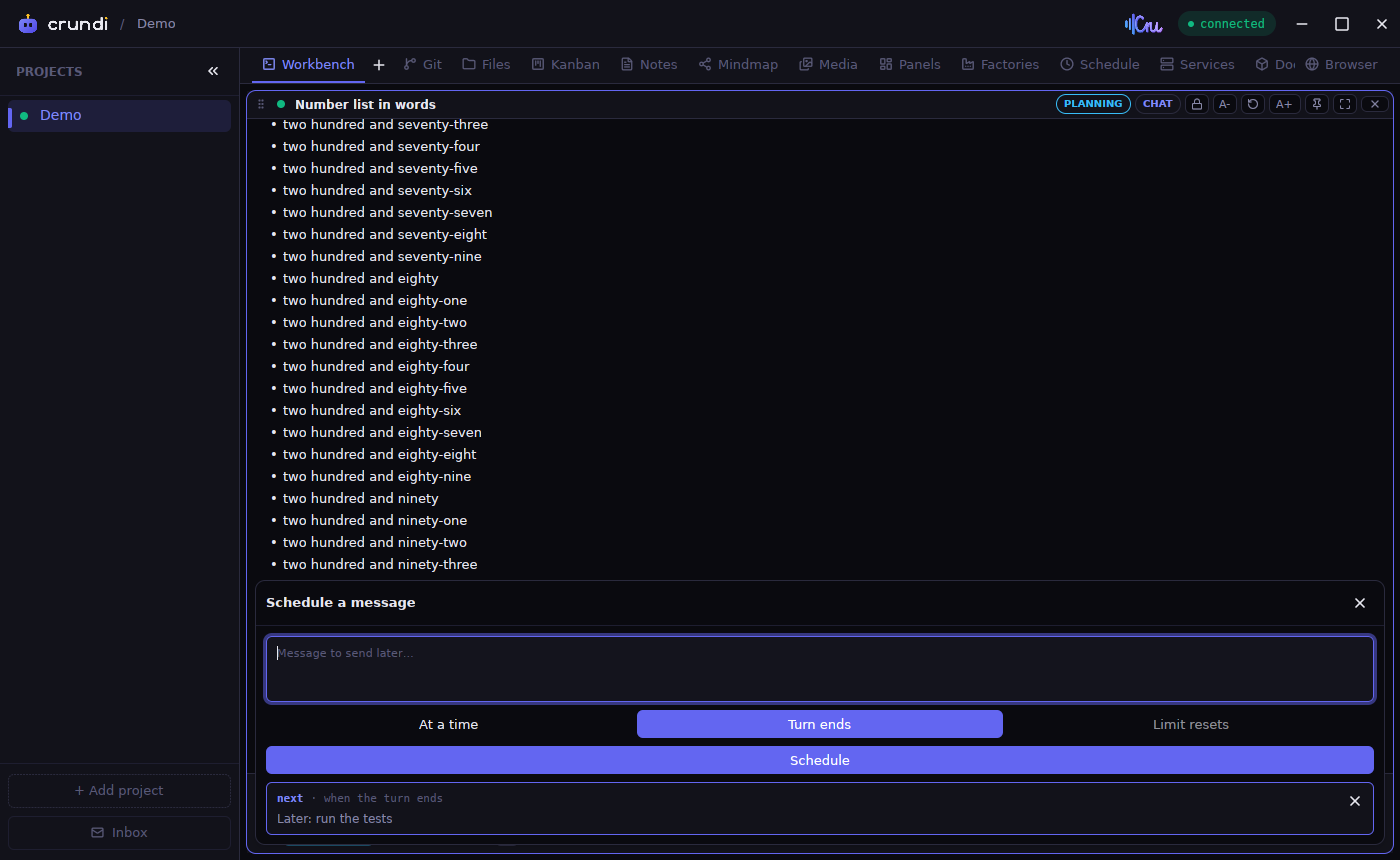 crundi / Demo
Cru
connected
PROJECTS
Workbench
Git
Files
Kanban
Notes
Mindmap
Media
Panels
Factories
Schedule
Services
Browser
Demo
Number list in words
PLANNING
CHAT
A-
A+
• two hundred and seventy-three
• two hundred and seventy-four
• two hundred and seventy-five
• two hundred and seventy-six
• two hundred and seventy-seven
• two hundred and seventy-eight
• two hundred and seventy-nine
• two hundred and eighty
• two hundred and eighty-one
• two hundred and eighty-two
• two hundred and eighty-three
• two hundred and eighty-four
• two hundred and eighty-five
• two hundred and eighty-six
• two hundred and eighty-seven
• two hundred and eighty-eight
• two hundred and eighty-nine
• two hundred and ninety
• two hundred and ninety-one
• two hundred and ninety-two
• two hundred and ninety-three
Schedule a message
Message to send later...
At a time
Turn ends
Limit resets
Schedule
next · when the turn ends
Later: run the tests
+ Add project
Inbox